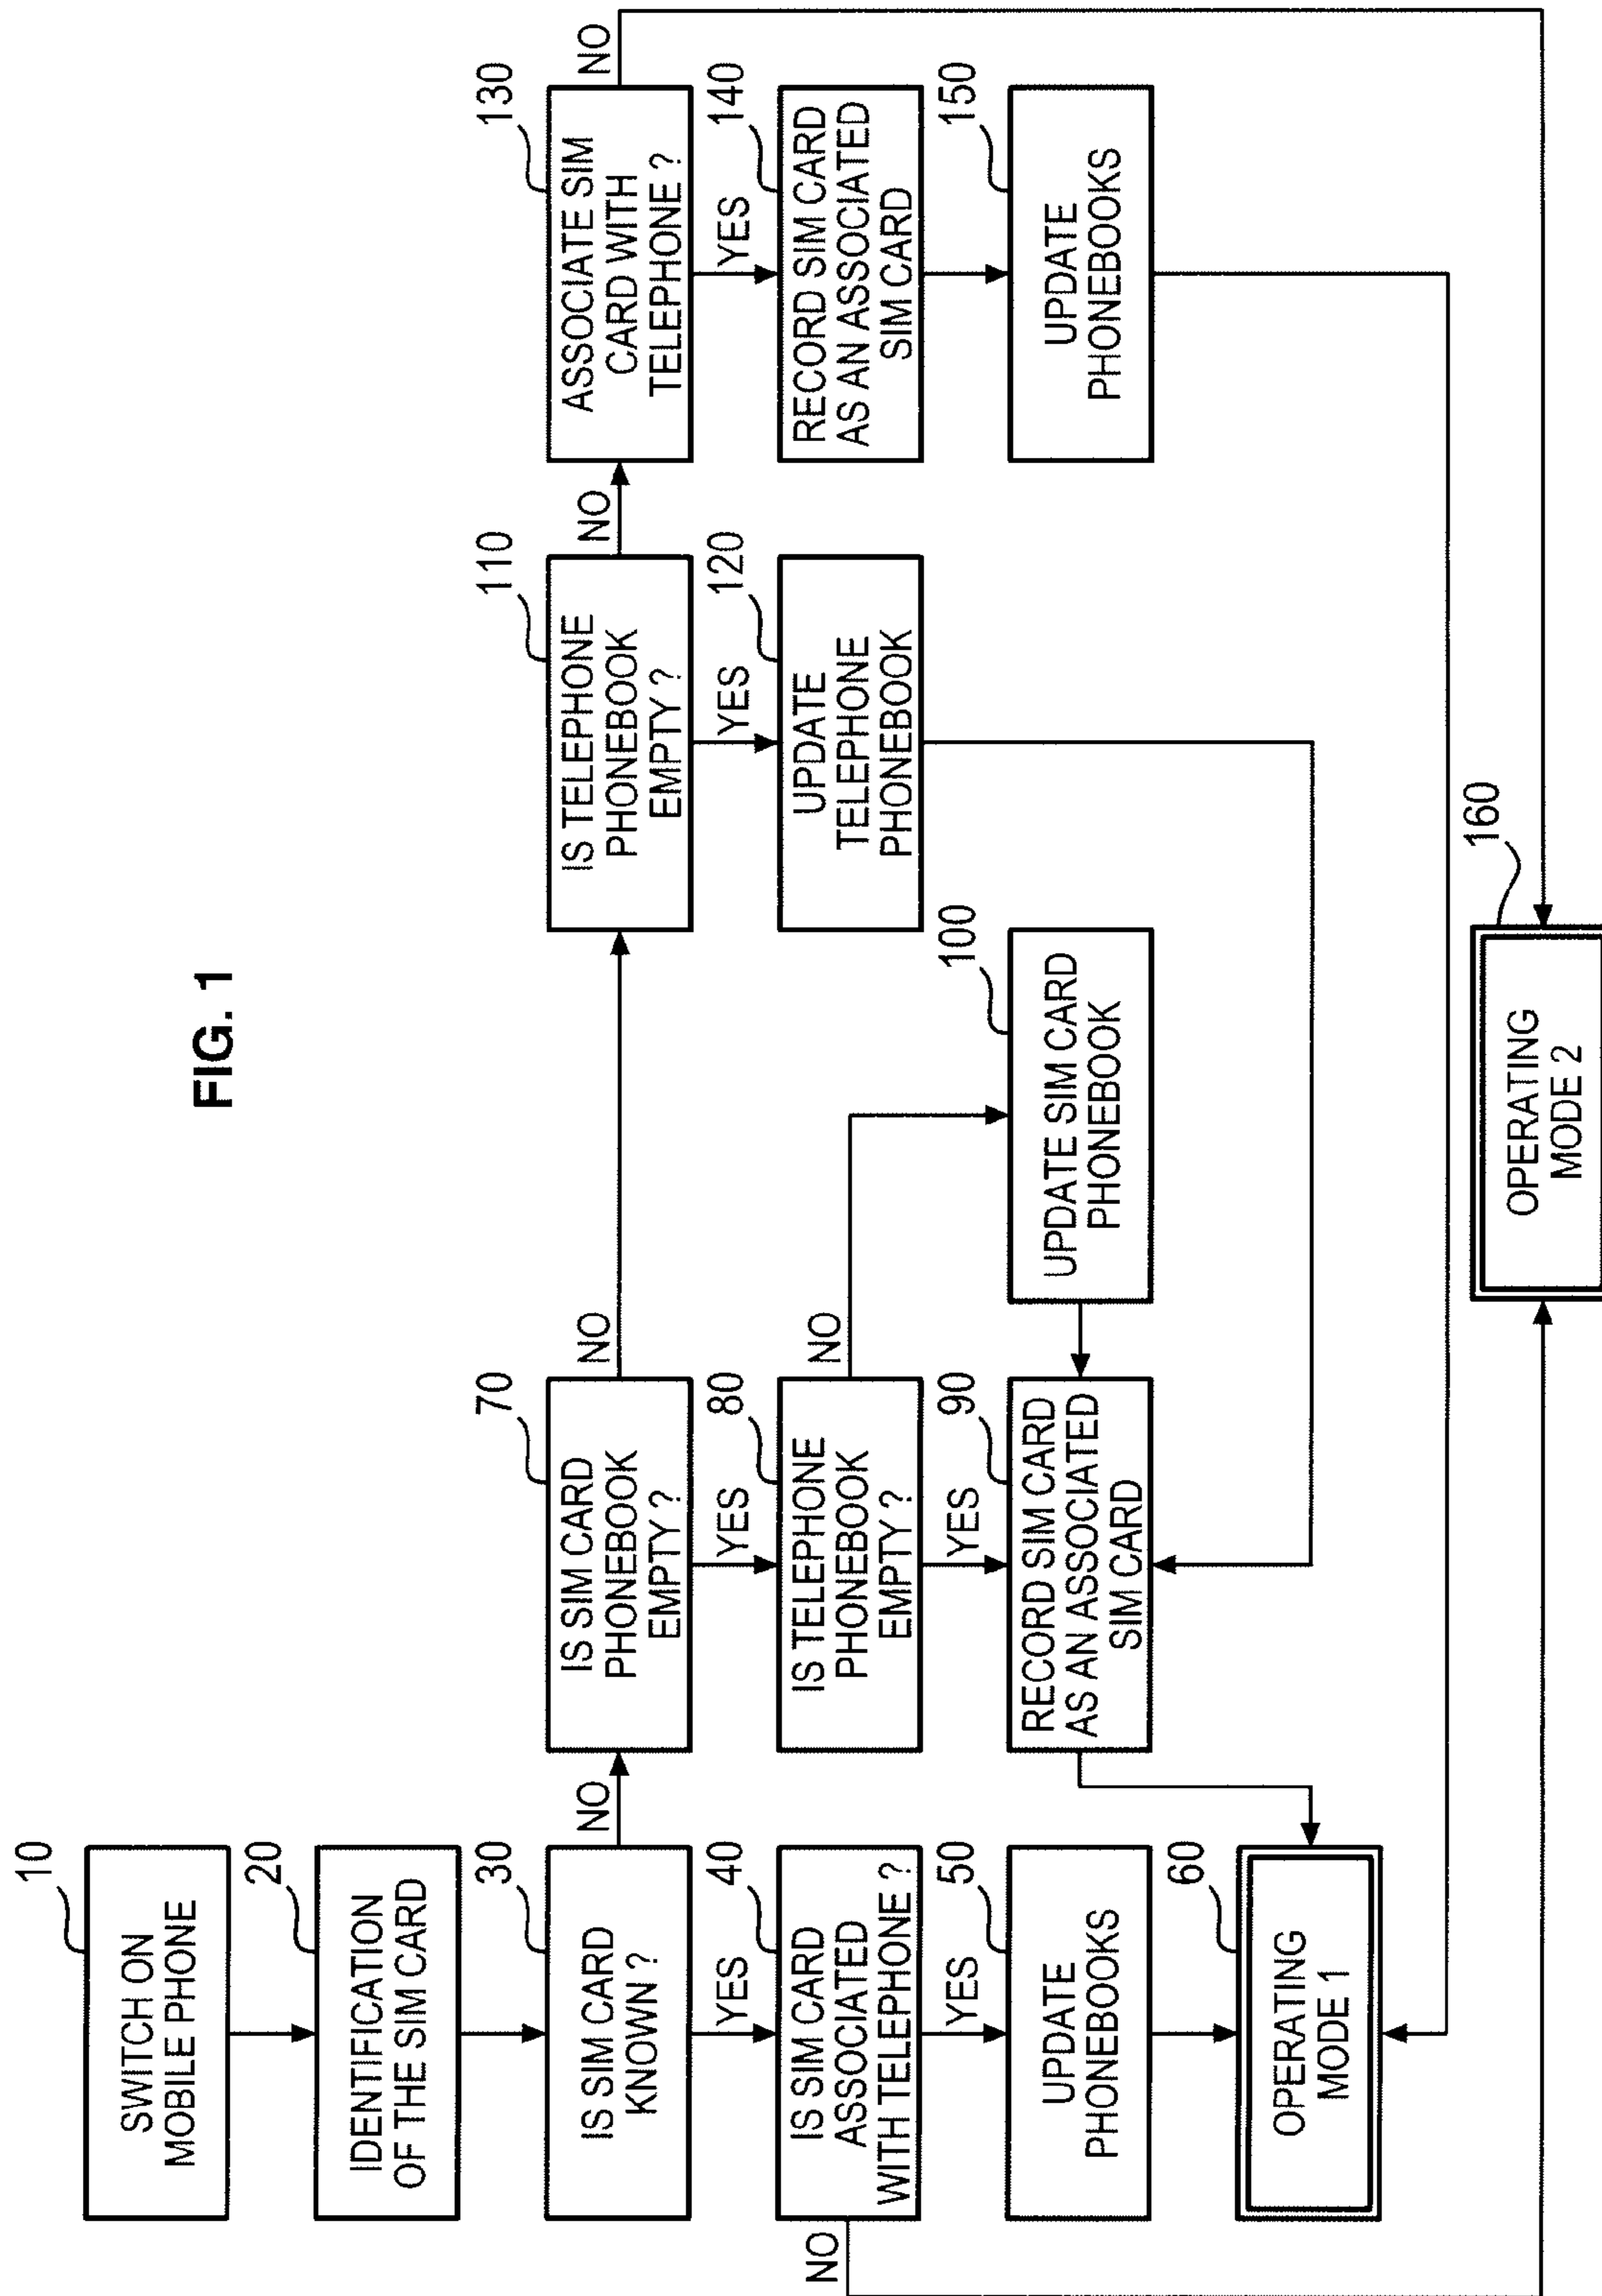 FIG. 1
10
SWITCH ON
MOBILE PHONE
20
IDENTIFICATION
OF THE SIM CARD
30
IS SIM CARD
KNOWN ?
NO
YES
40
IS SIM CARD
ASSOCIATED
WITH TELEPHONE ?
NO
YES
50
UPDATE
PHONEBOOKS
60
OPERATING
MODE 1
70
IS SIM CARD
PHONEBOOK
EMPTY ?
NO
YES
80
IS TELEPHONE
PHONEBOOK
EMPTY ?
NO
YES
90
RECORD SIM CARD
AS AN ASSOCIATED
SIM CARD
100
UPDATE SIM CARD
PHONEBOOK
110
IS TELEPHONE
PHONEBOOK
EMPTY ?
NO
YES
120
UPDATE
TELEPHONE
PHONEBOOK
130
ASSOCIATE SIM
CARD WITH
TELEPHONE ?
NO
YES
140
RECORD SIM CARD
AS AN ASSOCIATED
SIM CARD
150
UPDATE
PHONEBOOKS
160
OPERATING
MODE 2